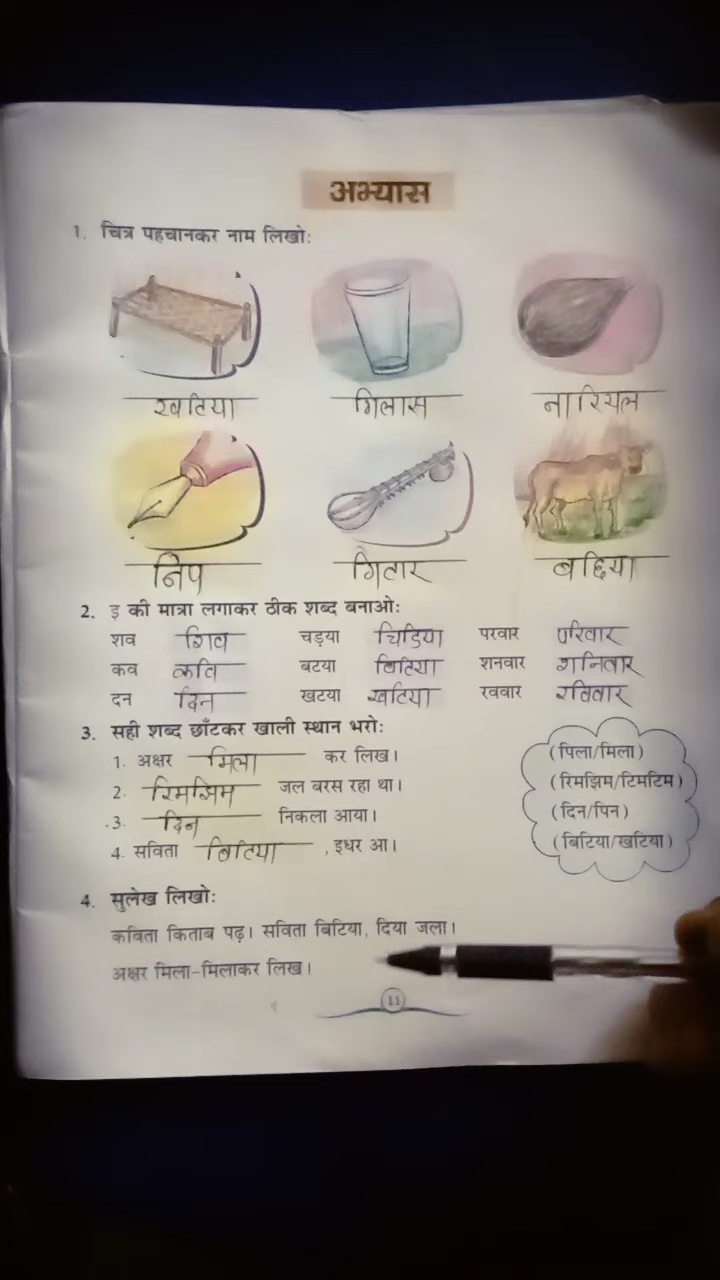 अभ्यास
1. चित्र पहचानकर नाम लिखो:
खटिया गिलास नारियल
निप गिटार बछिया
2. इ की मात्रा लगाकर ठीक शब्द बनाओ:
शव शिव चड़या चिडिया परवार परिवार
कव कवि बटया बिटिया शनवार शनिवार
दन दिन खटया खटिया रववार रविवार
3. सही शब्द छाँटकर खाली स्थान भरो:
1. अक्षर मिला कर लिख। (पिला/मिला)
2. रिमझिम जल बरस रहा था। (रिमझिम/टिमटिम)
3. दिन निकला आया। (दिन/पिन)
4. सविता बिटिया , इधर आ। (बिटिया/खटिया)
4. सुलेख लिखो:
कविता किताब पढ़। सविता बिटिया, दिया जला।
अक्षर मिला-मिलाकर लिख।
11